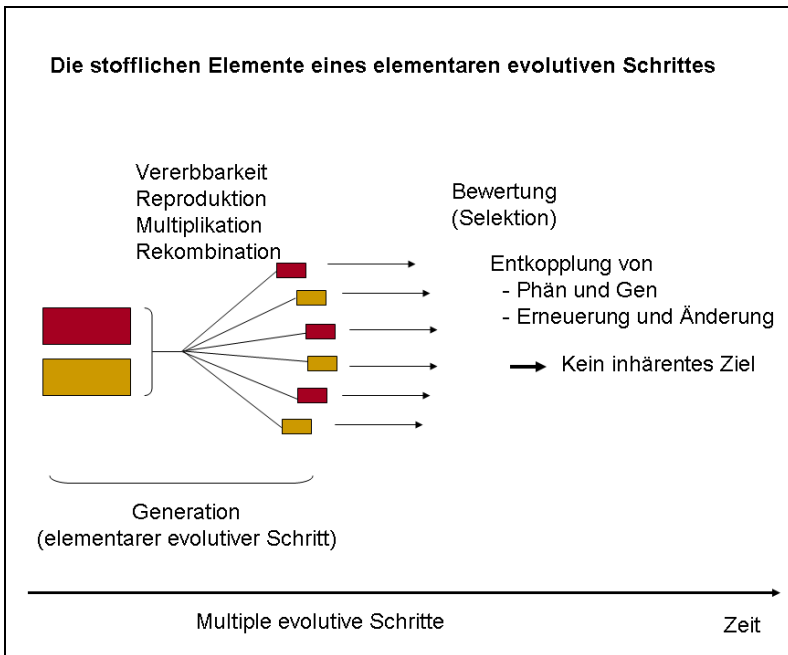 Die stofflichen Elemente eines elementaren evolutiven Schrittes
Vererbbarkeit
Reproduktion
Multiplikation
Rekombination
Bewertung
(Selektion)
Entkopplung von
- Phän und Gen
- Erneuerung und Änderung
Kein inhärentes Ziel
Generation
(elementarer evolutiver Schritt)
Multiple evolutive Schritte
Zeit